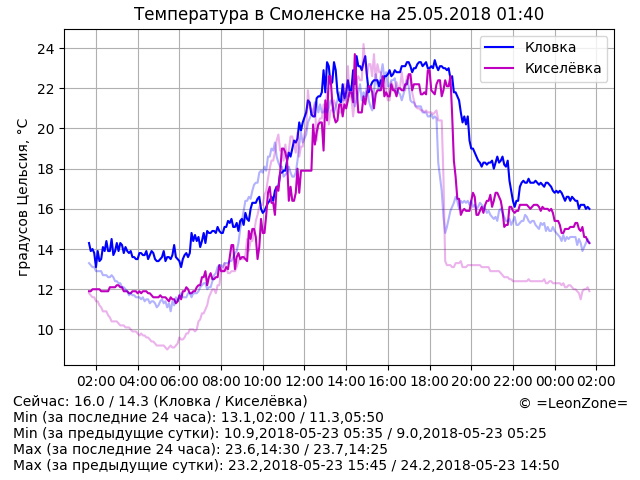 Температура в Смоленске на 25.05.2018 01:40
градусов Цельсия, °C
24
22
20
18
16
14
12
10
Кловка
Киселёвка
02:00 04:00 06:00 08:00 10:00 12:00 14:00 16:00 18:00 20:00 22:00 00:00 02:00
Сейчас: 16.0 / 14.3 (Кловка / Киселёвка)
© =LeonZone=
Min (за последние 24 часа): 13.1,02:00 / 11.3,05:50
Min (за предыдущие сутки): 10.9,2018-05-23 05:35 / 9.0,2018-05-23 05:25
Max (за последние 24 часа): 23.6,14:30 / 23.7,14:25
Max (за предыдущие сутки): 23.2,2018-05-23 15:45 / 24.2,2018-05-23 14:50